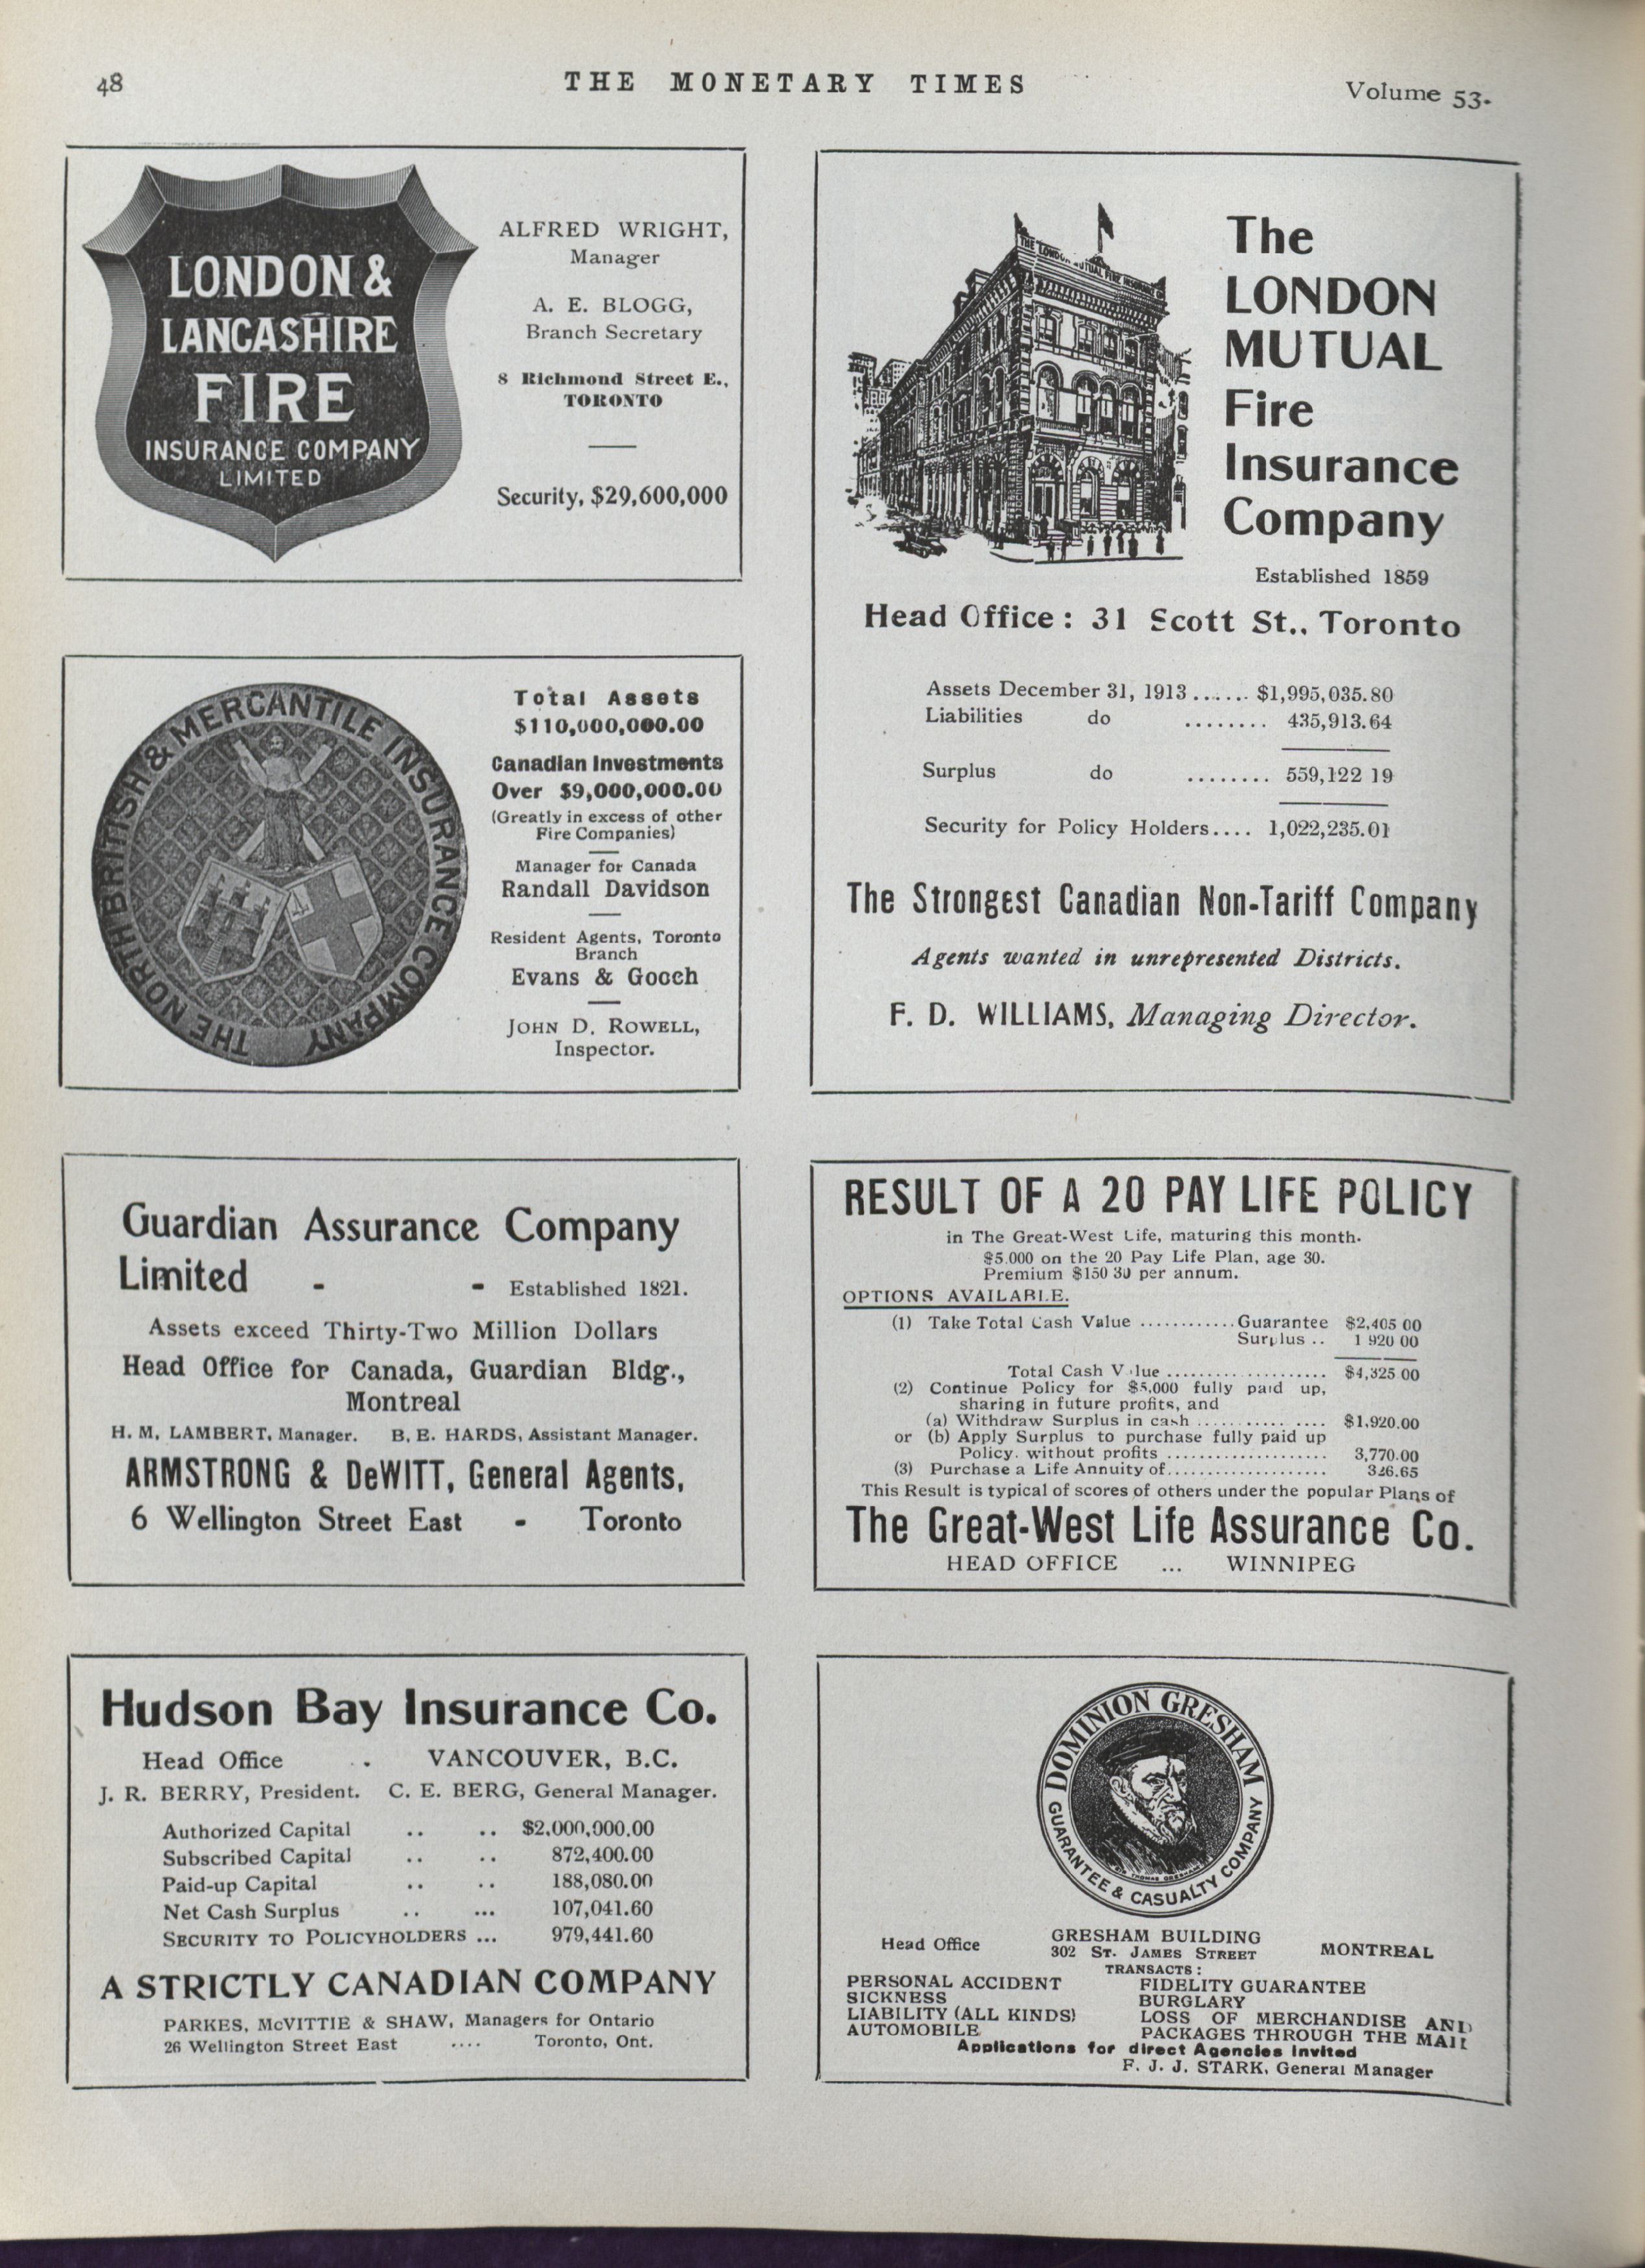 48
THE MONETARY TIMES
Volume 53.
LONDON &
LANCASHIRE
FIRE
INSURANCE COMPANY
LIMITED
ALFRED WRIGHT,
Manager
A. E. BLOGG,
Branch Secretary
8 Richmond Street E.,
TORONTO
Security, $29,600,000
THE NORTH BRITISH & MERCANTILE INSURANCE COMPANY
Total Assets
$110,000,000.00
Canadian Investments
Over $9,000,000.00
(Greatly in excess of other
Fire Companies)
Manager for Canada
Randall Davidson
Resident Agents, Toronto
Branch
Evans & Gooch
JOHN D. ROWELL,
Inspector.
Guardian Assurance Company
Limited - - Established 1821.
Assets exceed Thirty-Two Million Dollars
Head Office for Canada, Guardian Bldg.,
Montreal
H. M. LAMBERT, Manager. B. E. HARDS, Assistant Manager.
ARMSTRONG & DeWITT, General Agents,
6 Wellington Street East - Toronto
Hudson Bay Insurance Co.
Head Office .. VANCOUVER, B.C.
J. R. BERRY, President. C. E. BERG, General Manager.
Authorized Capital .. .. $2,000,000.00
Subscribed Capital .. .. 872,400.00
Paid-up Capital .. .. 188,080.00
Net Cash Surplus .. ... 107,041.60
SECURITY TO POLICYHOLDERS ... 979,441.60
A STRICTLY CANADIAN COMPANY
PARKES, McVITTIE & SHAW, Managers for Ontario
26 Wellington Street East .... Toronto, Ont.
THE LONDON MUTUAL FIRE INSURANCE CO
The
LONDON
MUTUAL
Fire
Insurance
Company
Established 1859
Head Office: 31 Scott St., Toronto
Assets December 31, 1913...... $1,995,035.80
Liabilities do ........ 435,913.64
Surplus do ........ 559,122 19
Security for Policy Holders.... 1,022,235.01
The Strongest Canadian Non-Tariff Company
Agents wanted in unrepresented Districts.
F. D. WILLIAMS, Managing Director.
RESULT OF A 20 PAY LIFE POLICY
in The Great-West Life, maturing this month.
$5.000 on the 20 Pay Life Plan, age 30.
Premium $150 30 per annum.
OPTIONS AVAILABLE.
(1) Take Total Cash Value ............ Guarantee $2,405 00
Surplus .. 1 920 00
Total Cash Value .................... $4,325 00
(2) Continue Policy for $5,000 fully paid up,
sharing in future profits, and
(a) Withdraw Surplus in cash .................. $1,920.00
or (b) Apply Surplus to purchase fully paid up
Policy, without profits .................... 3,770.00
(3) Purchase a Life Annuity of.................... 326.65
This Result is typical of scores of others under the popular Plans of
The Great-West Life Assurance Co.
HEAD OFFICE ... WINNIPEG
DOMINION GRESHAM
GUARANTEE & CASUALTY COMPANY
SIR THOMAS GRESHAM
Head Office GRESHAM BUILDING
302 ST. JAMES STREET MONTREAL
TRANSACTS:
PERSONAL ACCIDENT FIDELITY GUARANTEE
SICKNESS BURGLARY
LIABILITY (ALL KINDS) LOSS OF MERCHANDISE AND
AUTOMOBILE PACKAGES THROUGH THE MAIL
Applications for direct Agencies Invited
F. J. J. STARK, General Manager